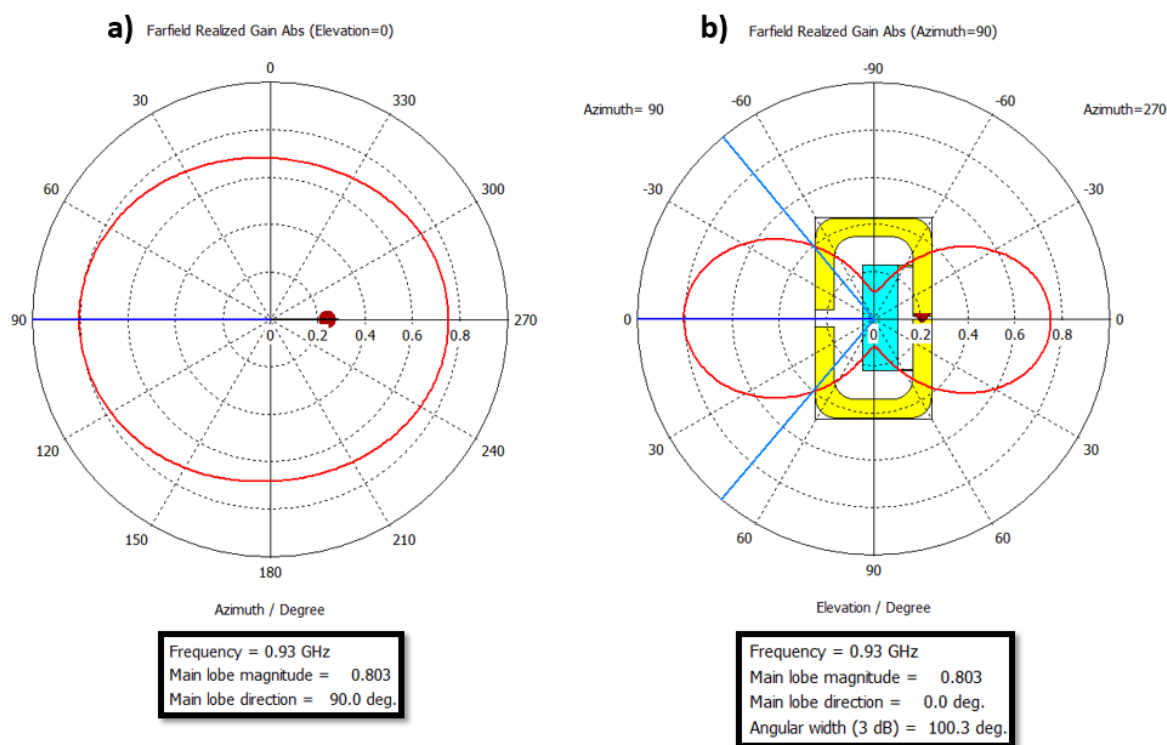 a) Farfield Realized Gain Abs (Elevation=0)
0
30 330
60 300
90 0 0.2 0.4 0.6 0.8 270
120 240
150 210
180
Azimuth / Degree
Frequency = 0.93 GHz
Main lobe magnitude = 0.803
Main lobe direction = 90.0 deg.
b) Farfield Realized Gain Abs (Azimuth=90)
-90
Azimuth= 90 -60 -60 Azimuth=270
-30 -30
0 0 0.2 0.4 0.6 0.8 0
30 30
60 60
90
Elevation / Degree
Frequency = 0.93 GHz
Main lobe magnitude = 0.803
Main lobe direction = 0.0 deg.
Angular width (3 dB) = 100.3 deg.